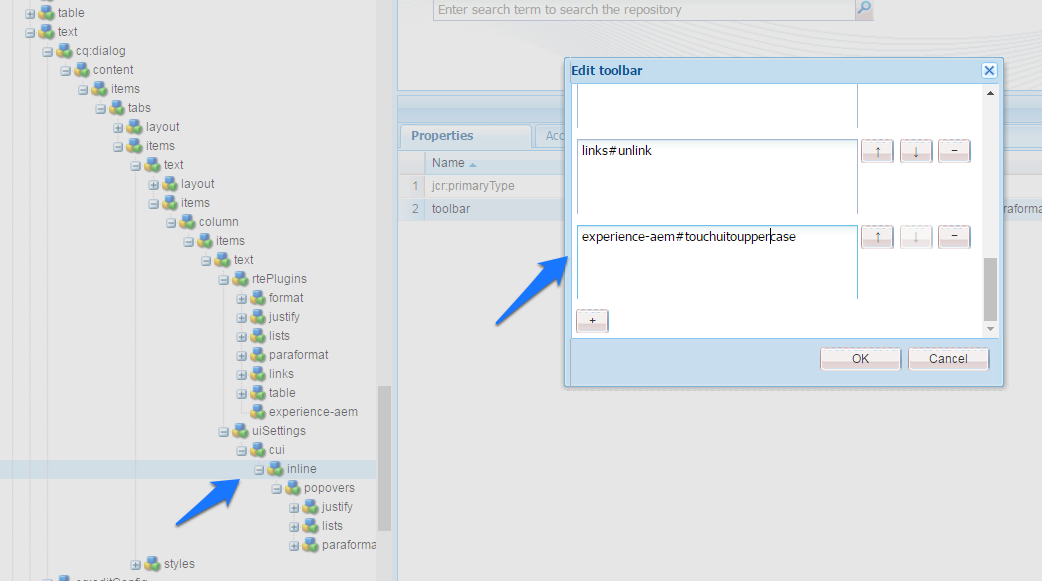 table
text
cq:dialog
content
items
tabs
layout
items
text
layout
items
column
items
text
rtePlugins
format
justify
lists
paraformat
links
table
experience-aem
uiSettings
cui
inline
popovers
justify
lists
paraforma
styles
Enter search term to search the repository
Properties
Acc
Name
1 jcr:primaryType
2 toolbar
raforma
Edit toolbar
links#unlink
↑ ↓ −
experience-aem#touchuitouppercase
↑ ↓ −
+
OK Cancel